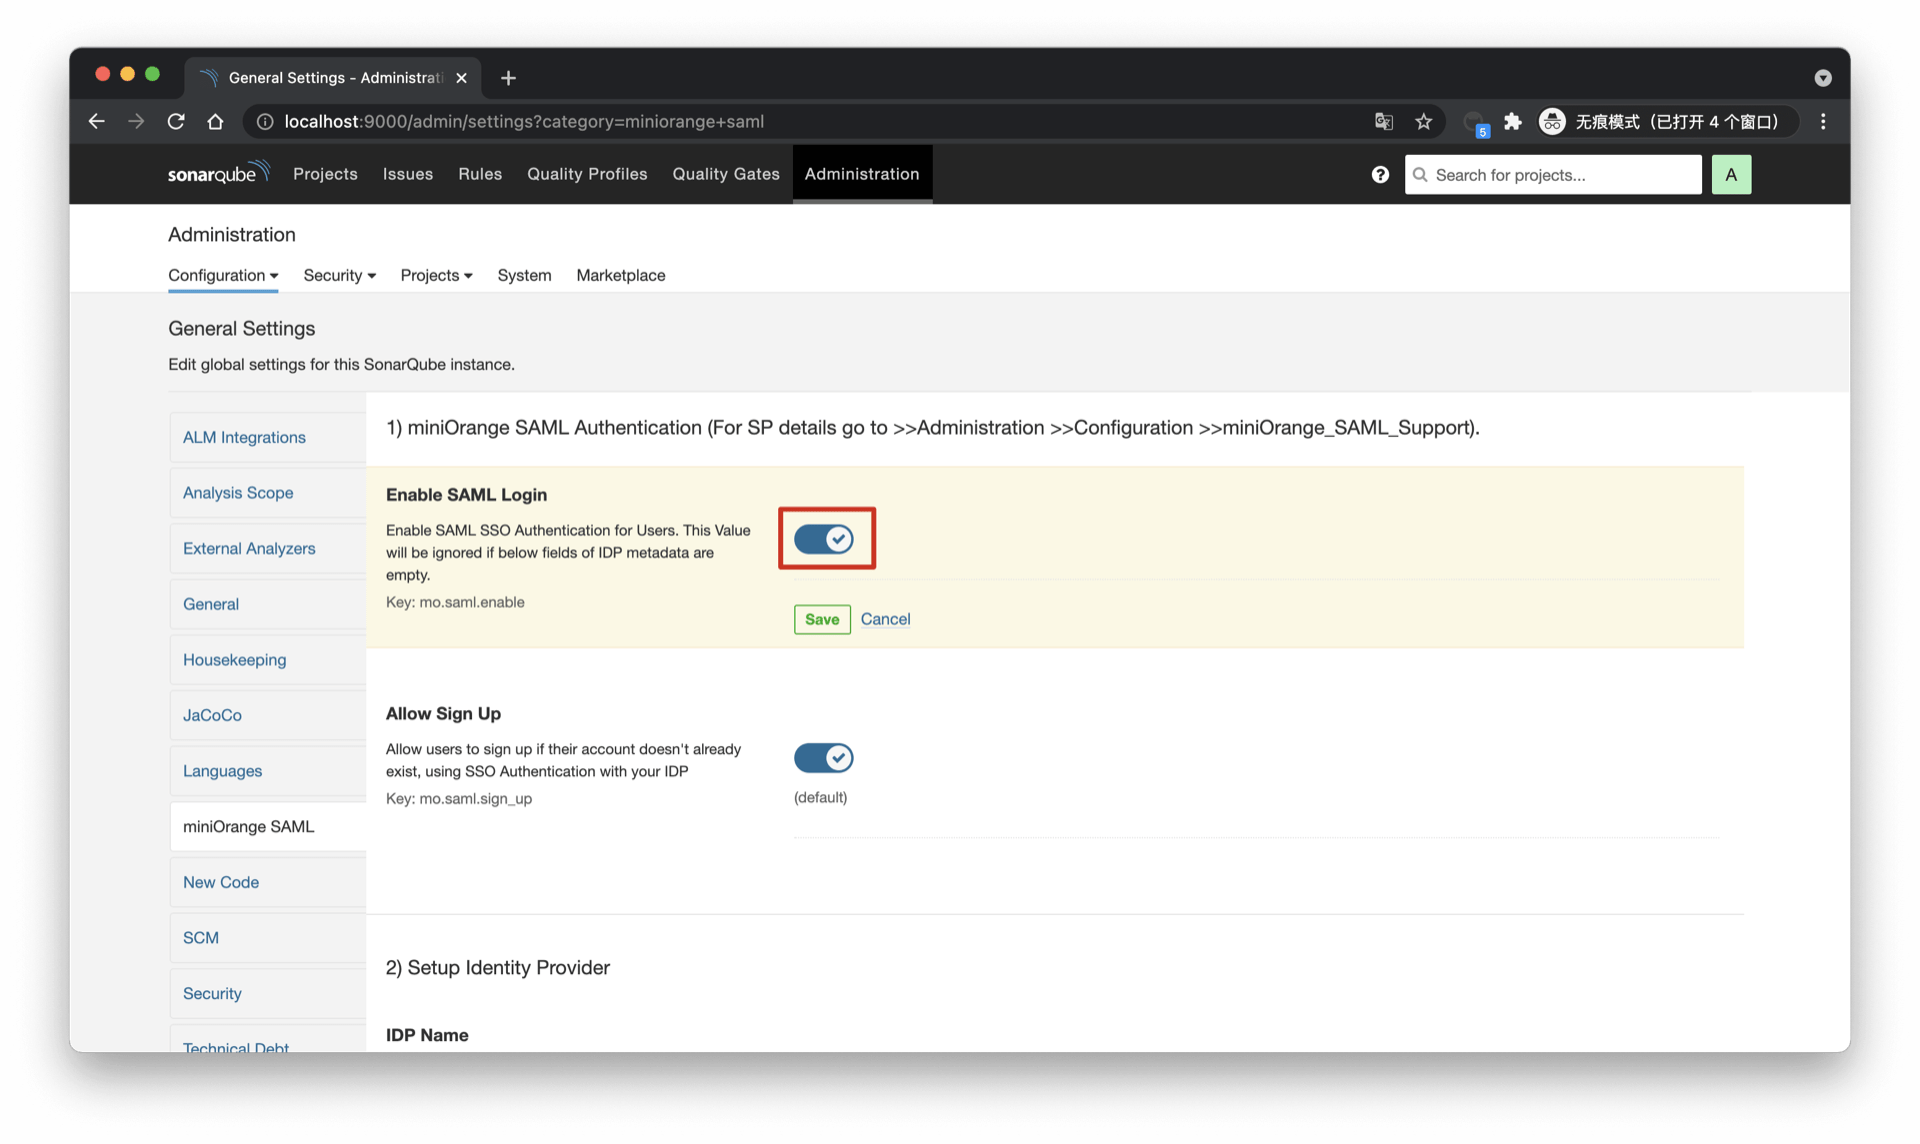 General Settings - Administrati
localhost:9000/admin/settings?category=miniorange+saml
5
无痕模式（已打开 4 个窗口）
sonarqube
Projects
Issues
Rules
Quality Profiles
Quality Gates
Administration
?
Search for projects...
A
Administration
Configuration
Security
Projects
System
Marketplace
General Settings
Edit global settings for this SonarQube instance.
ALM Integrations
Analysis Scope
External Analyzers
General
Housekeeping
JaCoCo
Languages
miniOrange SAML
New Code
SCM
Security
Technical Debt
1) miniOrange SAML Authentication (For SP details go to >>Administration >>Configuration >>miniOrange_SAML_Support).
Enable SAML Login
Enable SAML SSO Authentication for Users. This Value
will be ignored if below fields of IDP metadata are
empty.
Key: mo.saml.enable
Save
Cancel
Allow Sign Up
Allow users to sign up if their account doesn't already
exist, using SSO Authentication with your IDP
Key: mo.saml.sign_up
(default)
2) Setup Identity Provider
IDP Name